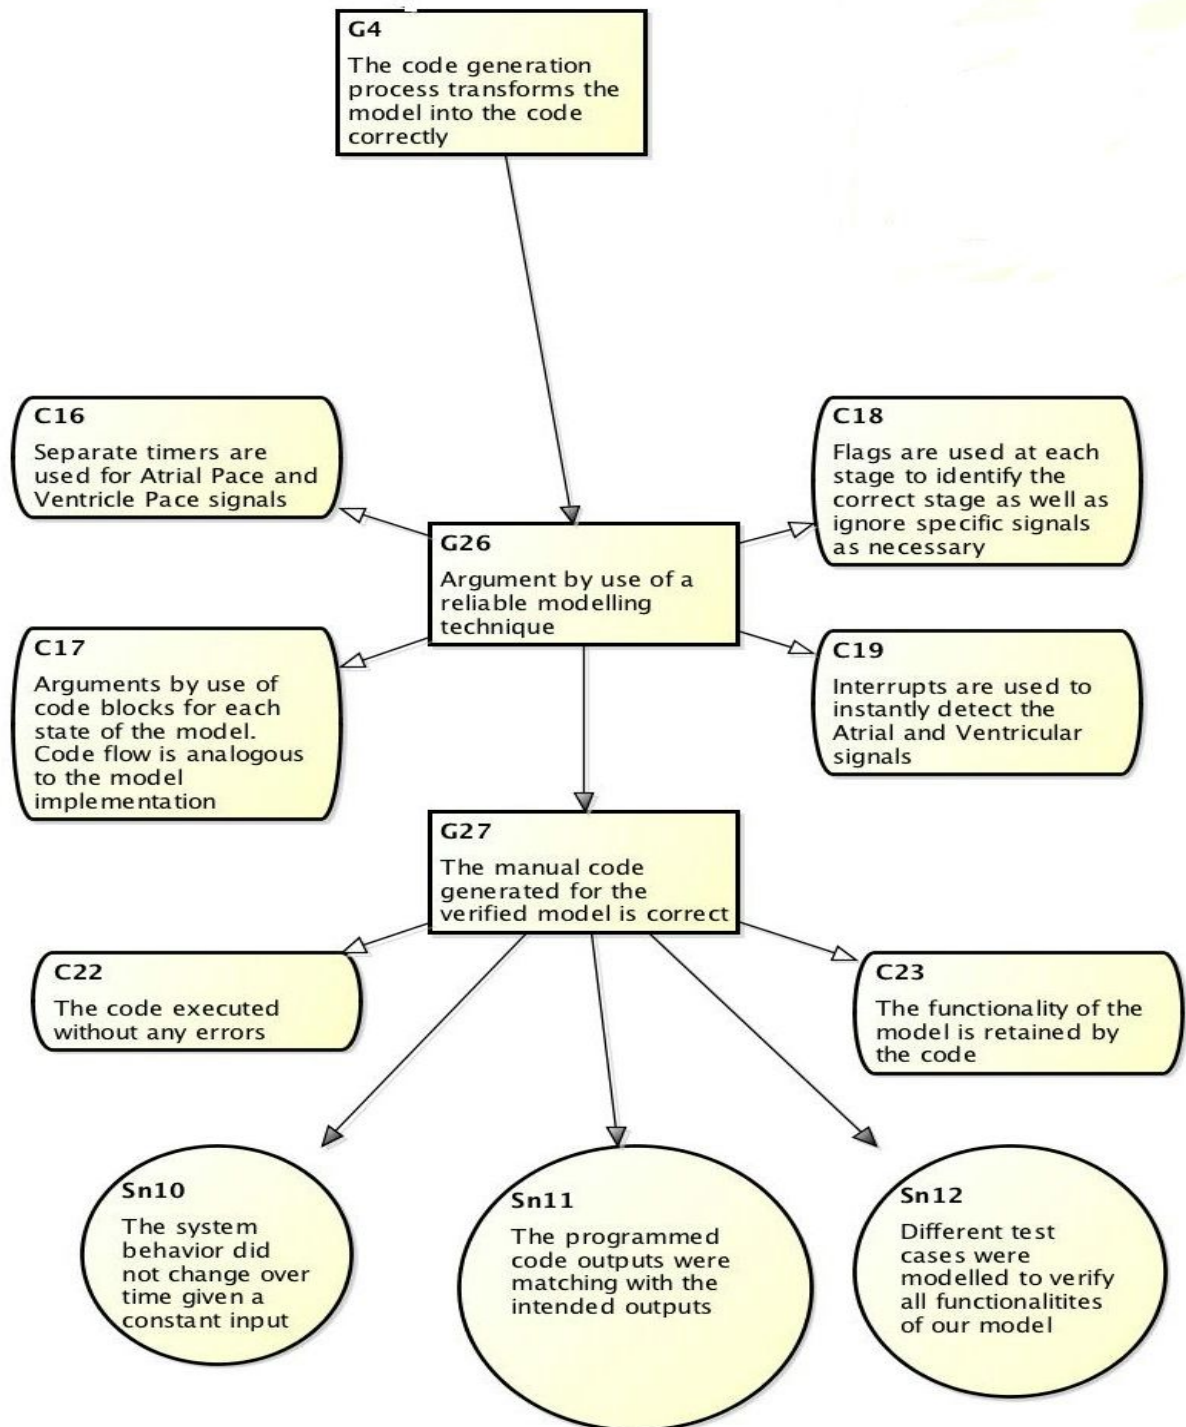 G4
The code generation
process transforms the
model into the code
correctly
C16
Separate timers are
used for Atrial Pace and
Ventricle Pace signals
C18
Flags are used at each
stage to identify the
correct stage as well as
ignore specific signals
as necessary
G26
Argument by use of a
reliable modelling
technique
C17
Arguments by use of
code blocks for each
state of the model.
Code flow is analogous
to the model
implementation
C19
Interrupts are used to
instantly detect the
Atrial and Ventricular
signals
G27
The manual code
generated for the
verified model is correct
C22
The code executed
without any errors
C23
The functionality of the
model is retained by
the code
Sn10
The system
behavior did
not change over
time given a
constant input
Sn11
The programmed
code outputs were
matching with the
intended outputs
Sn12
Different test
cases were
modelled to verify
all functionalitites
of our model